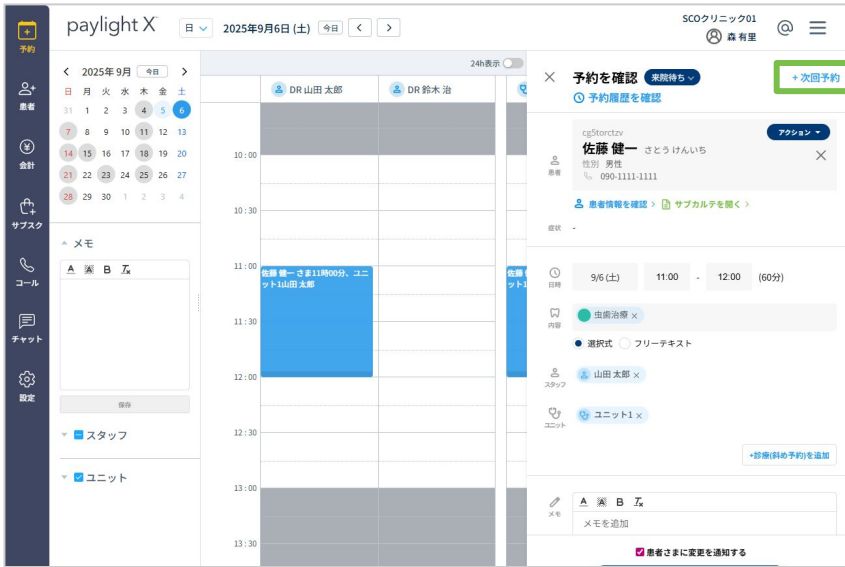 予約
患者
会計
サブスク
コール
チャット
設定
paylight X
日
2025年9月6日 (土)
今日
SCOクリニック01
森 有里
2025年 9月
今日
日 月 火 水 木 金 土
31 1 2 3 4 5 6
7 8 9 10 11 12 13
14 15 16 17 18 19 20
21 22 23 24 25 26 27
28 29 30 1 2 3 4
メモ
A B Tx
保存
スタッフ
ユニット
24h表示
DR 山田 太郎
DR 鈴木 治
10:00
10:30
11:00
11:30
12:00
12:30
13:00
13:30
佐藤 健一 さま11時00分、ユニ
ット1山田 太郎
佐藤
ット1
予約を確認
来院待ち
+ 次回予約
予約履歴を確認
患者
cg5torctzv
アクション
佐藤 健一 さとう けんいち
性別 男性
090-1111-1111
患者情報を確認
サブカルテを開く
症状 -
日時
9/6 (土) 11:00 - 12:00 (60分)
内容
虫歯治療 ×
選択式 フリーテキスト
スタッフ
山田 太郎 ×
ユニット
ユニット1 ×
+診療(斜め予約)を追加
メモ
A B Tx
メモを追加
患者さまに変更を通知する